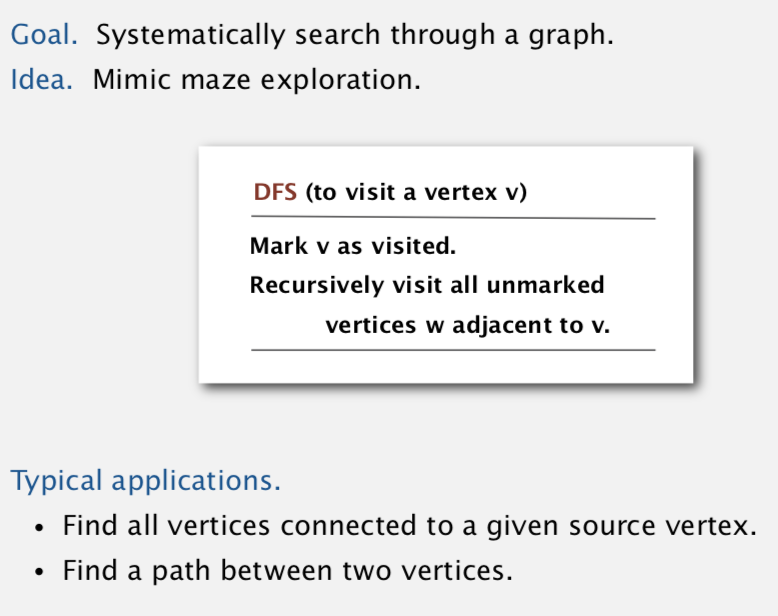 Goal. Systematically search through a graph.
Idea. Mimic maze exploration.
DFS (to visit a vertex v)
Mark v as visited.
Recursively visit all unmarked
vertices w adjacent to v.
Typical applications.
• Find all vertices connected to a given source vertex.
• Find a path between two vertices.